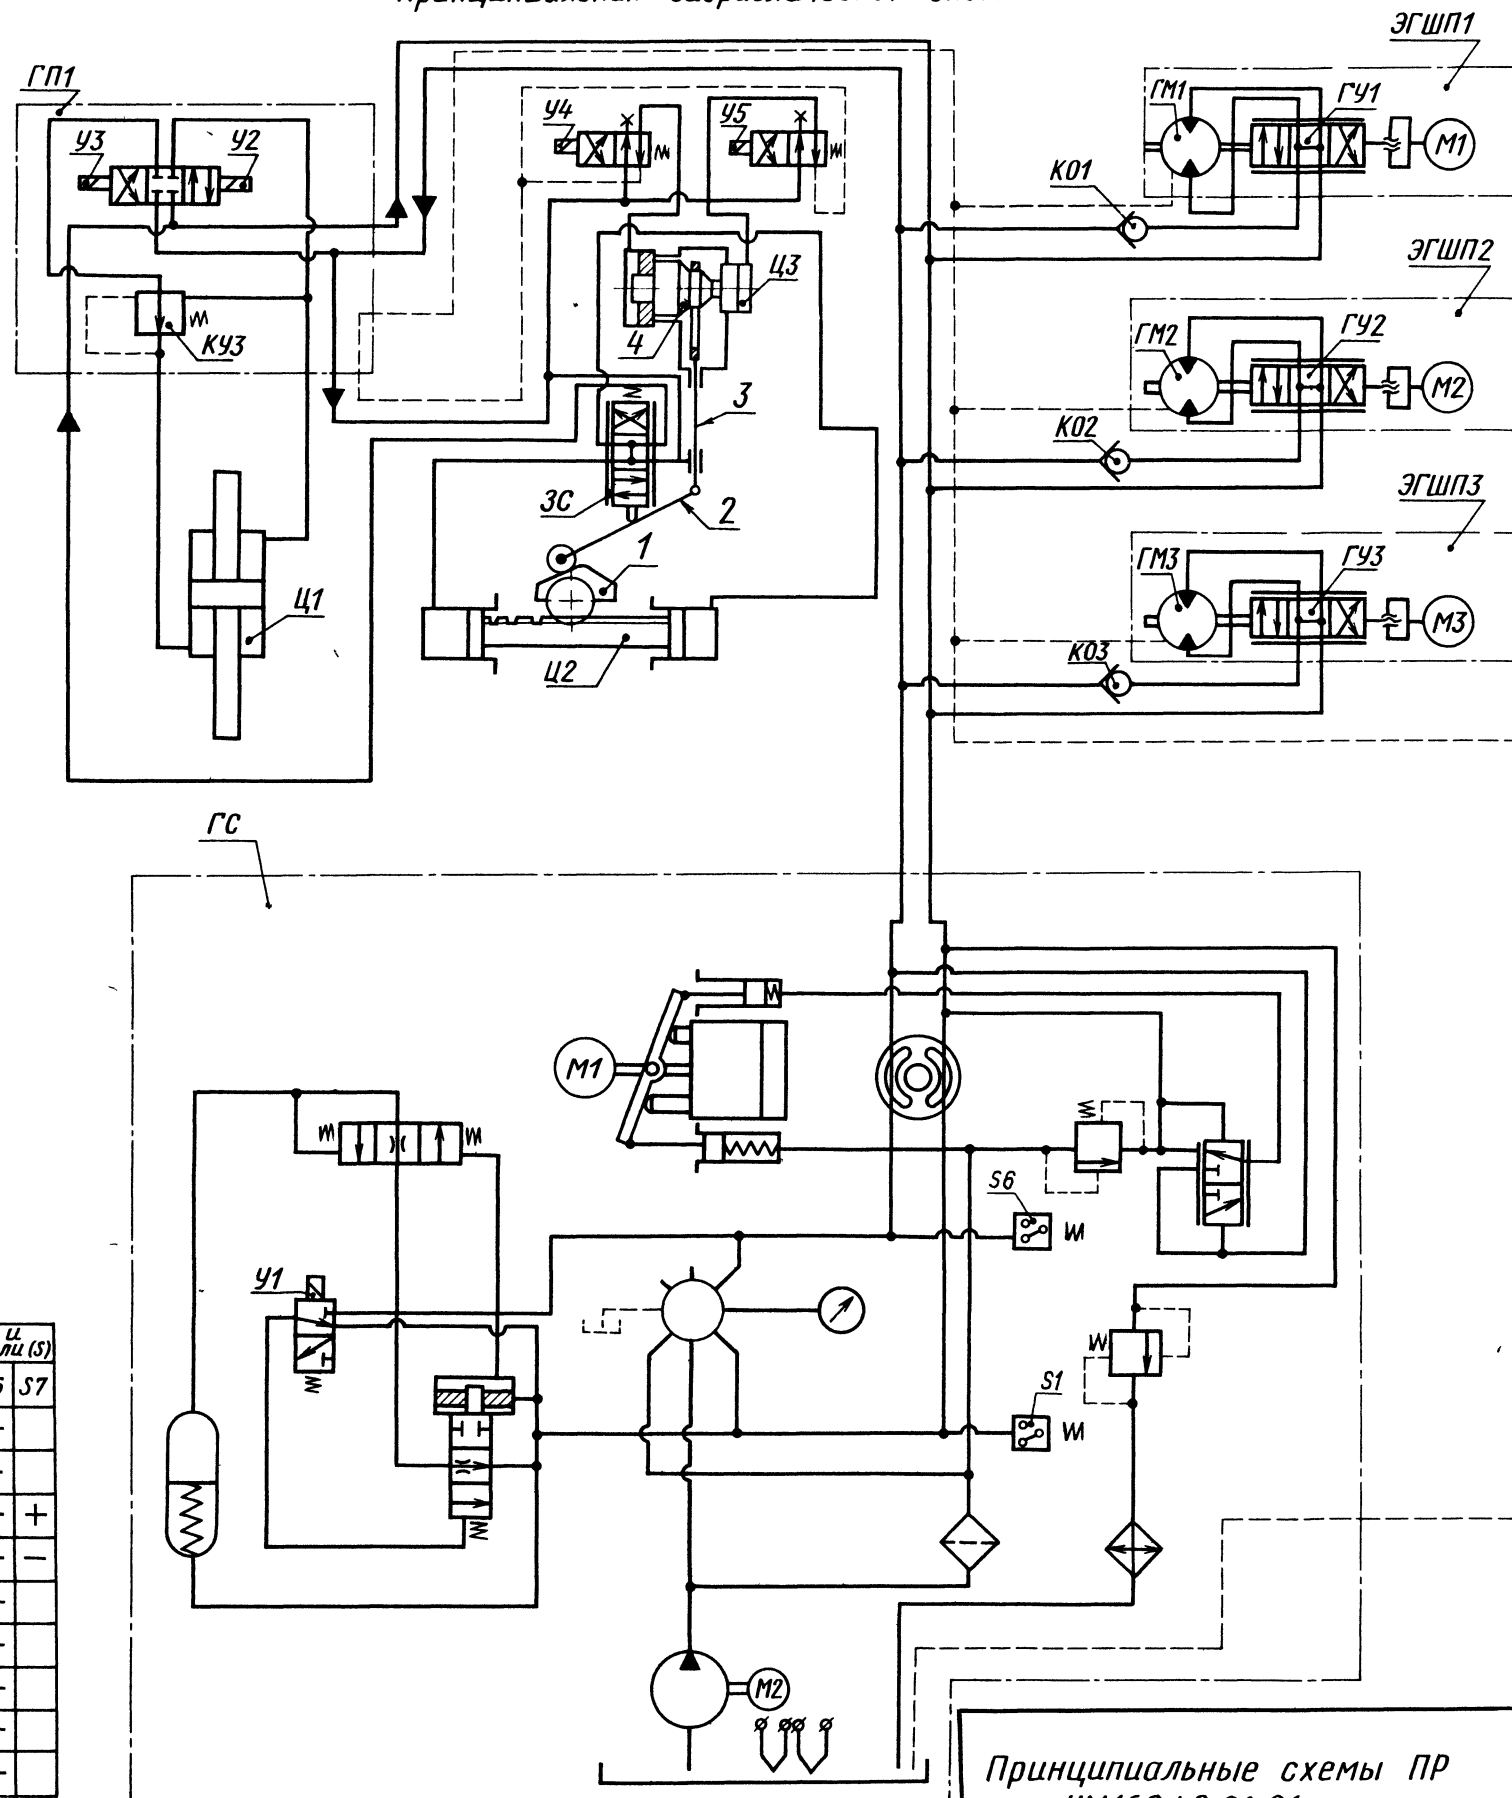 ЭГШП1
ГП1
ГМ1
ГУ1
У4
У5
У3
У2
М1
КО1
ЭГШП2
Ц3
ГУ2
ГМ2
КУ3
4
3
М2
КО2
ЭГШП3
ЗС
2
1
ГМ3
ГУ3
Ц1
М3
КО3
Ц2
ГС
М1
S6
У1
и
ли (S)
S7
S1
+
−
М2
Принципиальные схемы ПР